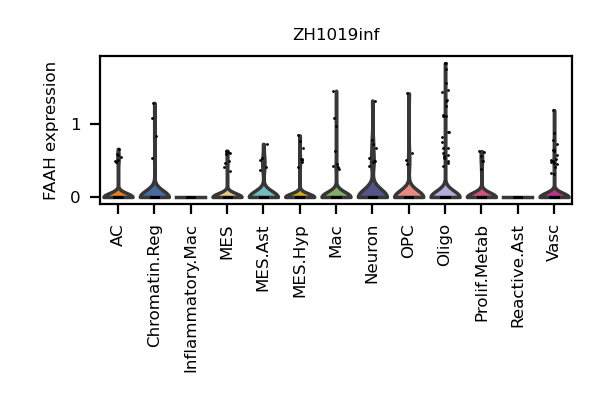 ZH1019inf
FAAH expression
1
0
AC
Chromatin.Reg
Inflammatory.Mac
MES
MES.Ast
MES.Hyp
Mac
Neuron
OPC
Oligo
Prolif.Metab
Reactive.Ast
Vasc